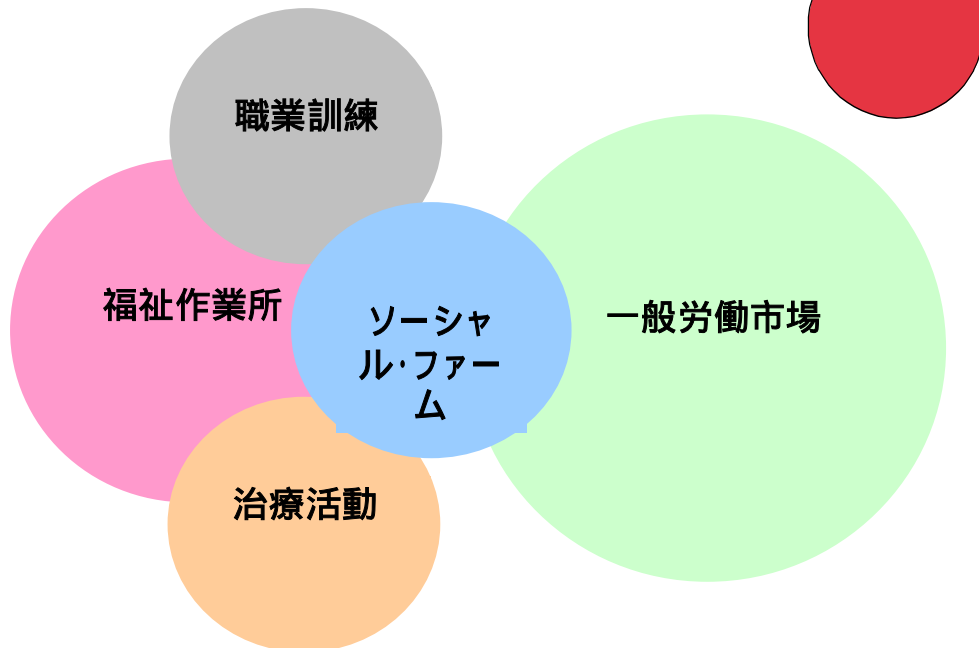 職業訓練
福祉作業所
ソーシャ
ル・ファー
ム
一般労働市場
治療活動